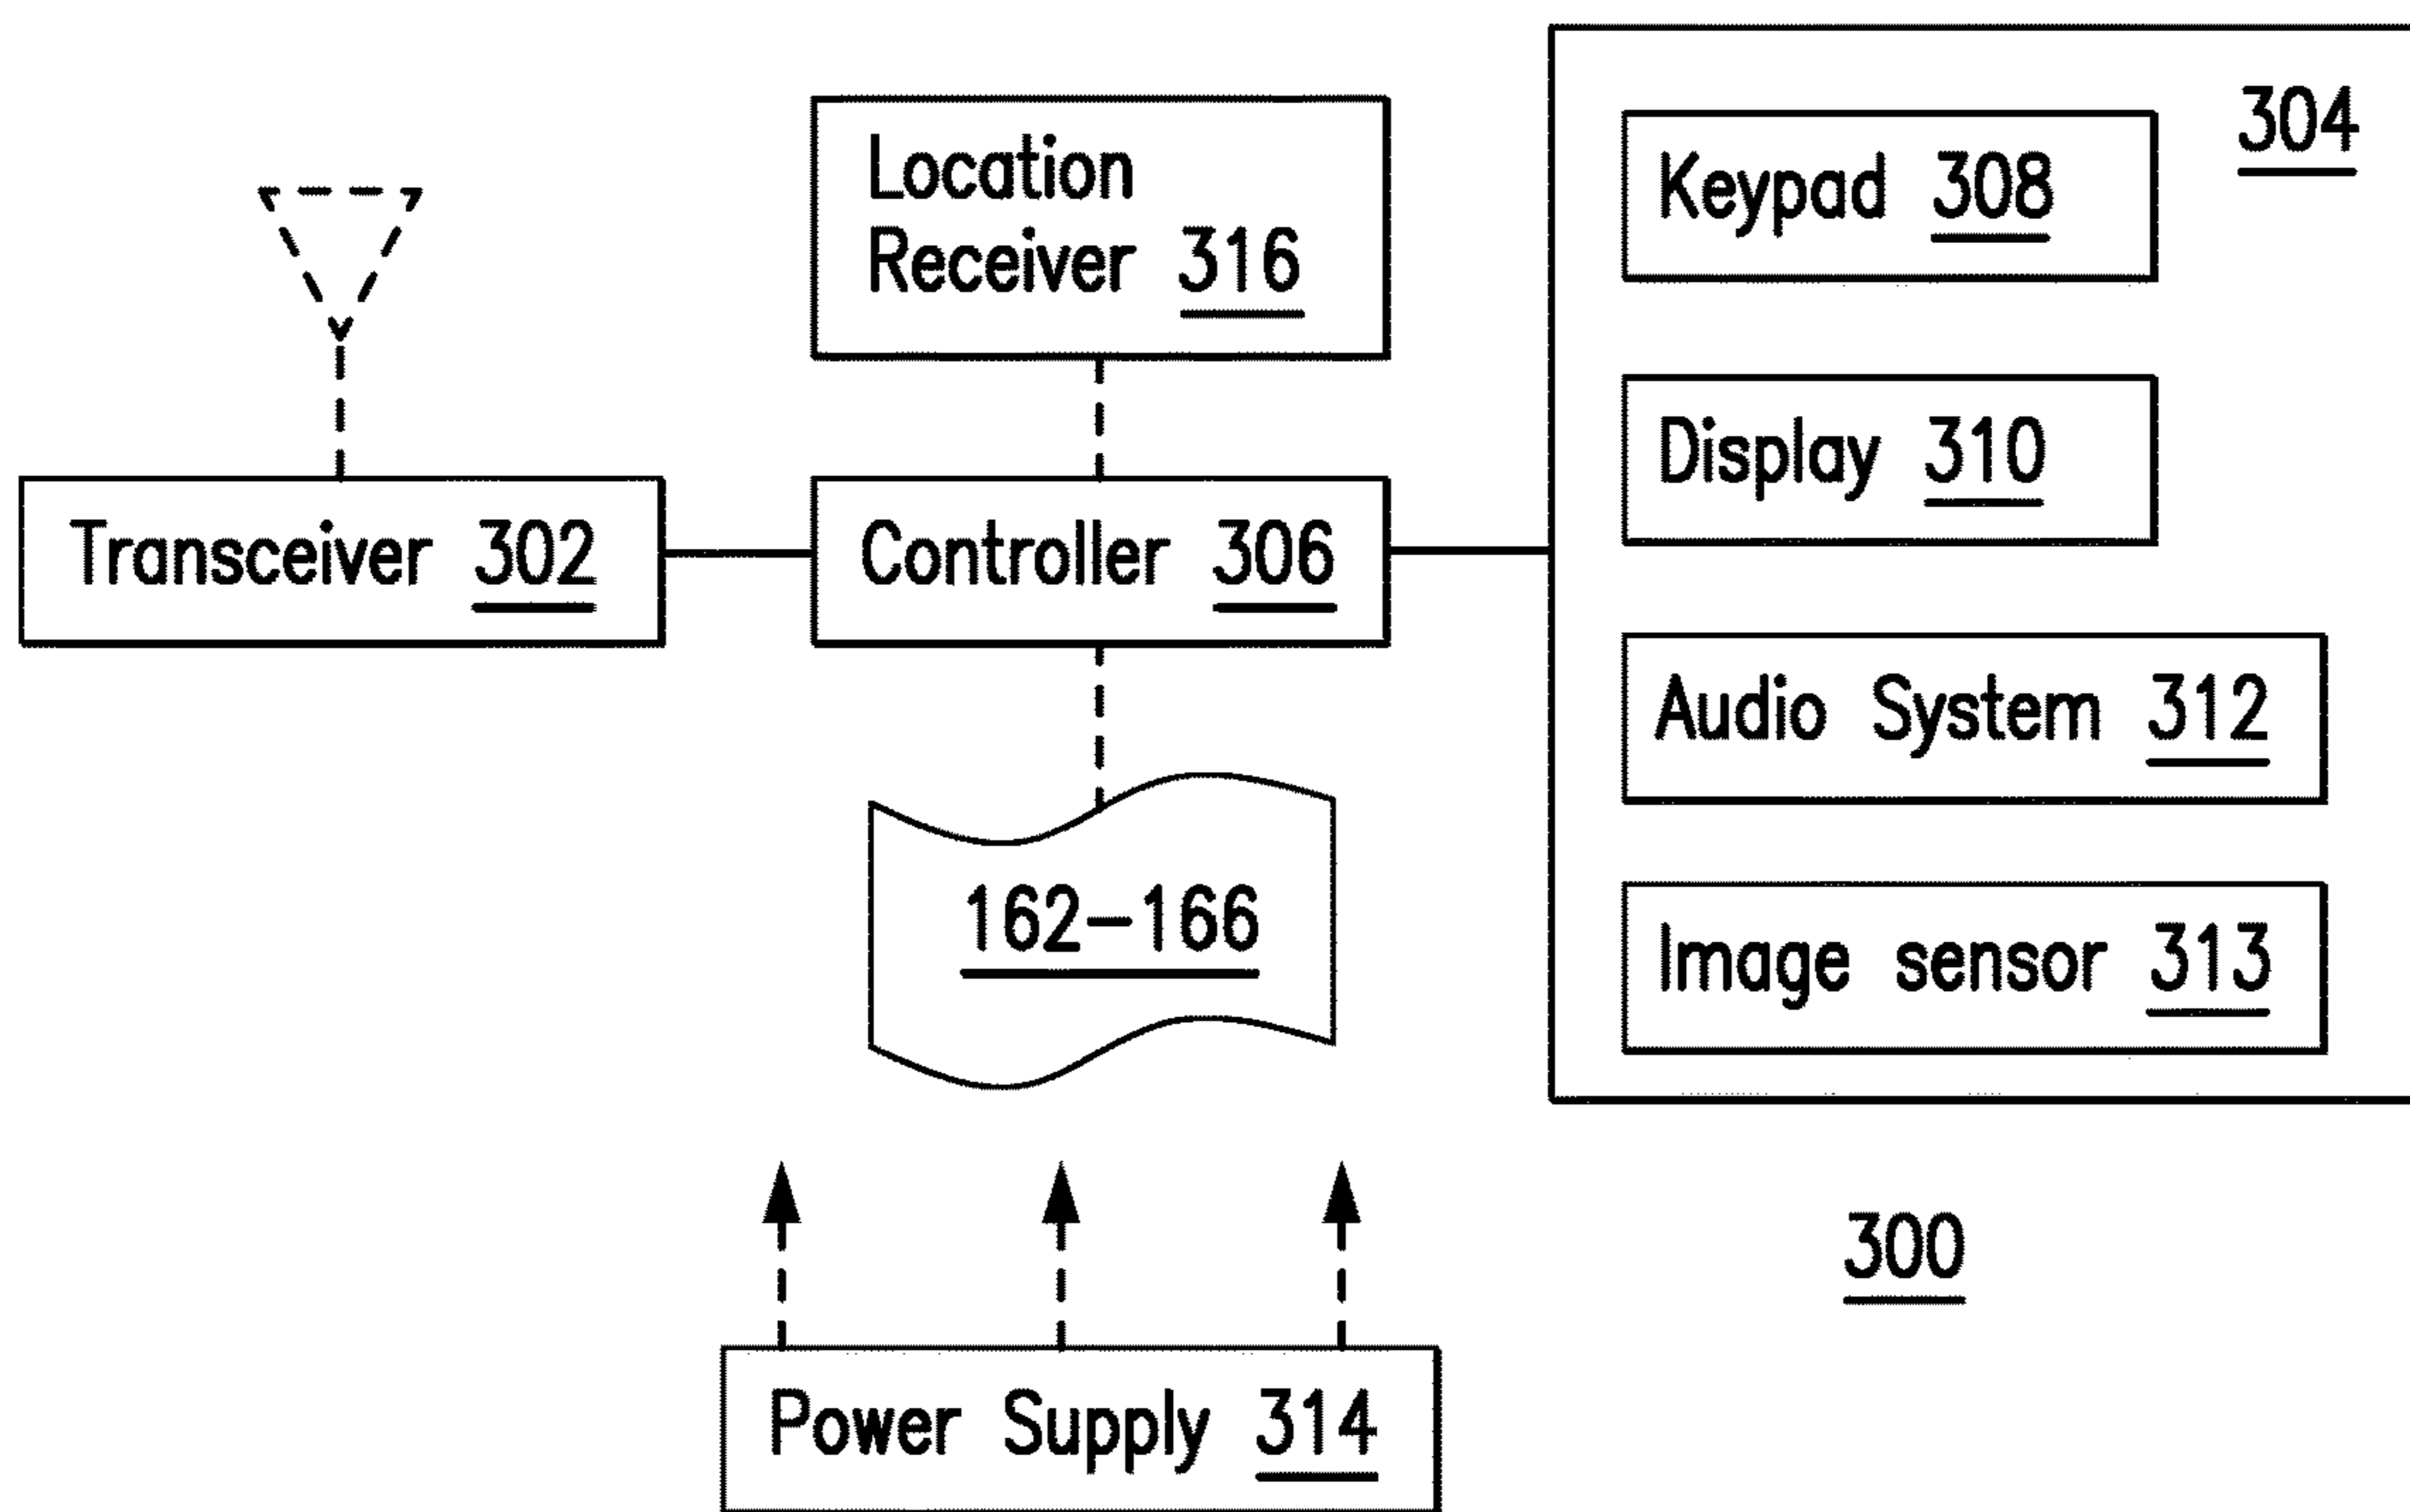 Location
Receiver 316
Transceiver 302
Controller 306
162-166
Power Supply 314
304
Keypad 308
Display 310
Audio System 312
Image sensor 313
300